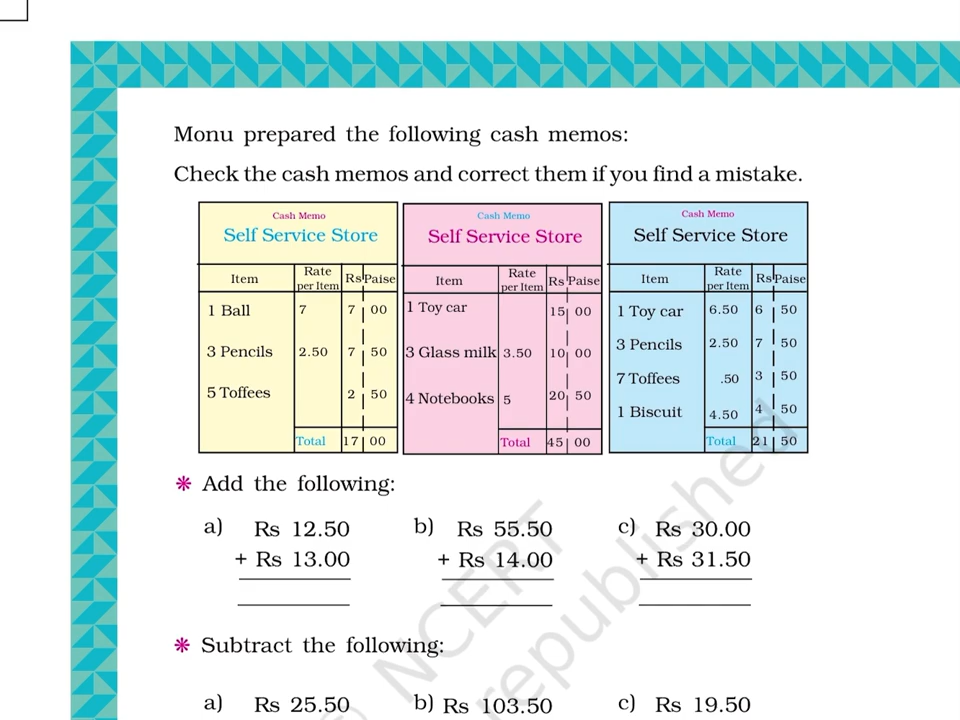 Monu prepared the following cash memos:
Check the cash memos and correct them if you find a mistake.
Cash Memo
Self Service Store
Item Rate per Item Rs Paise
1 Ball 7 7 00
3 Pencils 2.50 7 50
5 Toffees 2 50
Total 17 00
Cash Memo
Self Service Store
Item Rate per Item Rs Paise
1 Toy car 15 00
3 Glass milk 3.50 10 00
4 Notebooks 5 20 50
Total 45 00
Cash Memo
Self Service Store
Item Rate per Item Rs Paise
1 Toy car 6.50 6 50
3 Pencils 2.50 7 50
7 Toffees .50 3 50
1 Biscuit 4.50 4 50
Total 21 50
Add the following:
a) Rs 12.50
+ Rs 13.00
b) Rs 55.50
+ Rs 14.00
c) Rs 30.00
+ Rs 31.50
Subtract the following:
a) Rs 25.50
b) Rs 103.50
c) Rs 19.50
© NCERT
republished